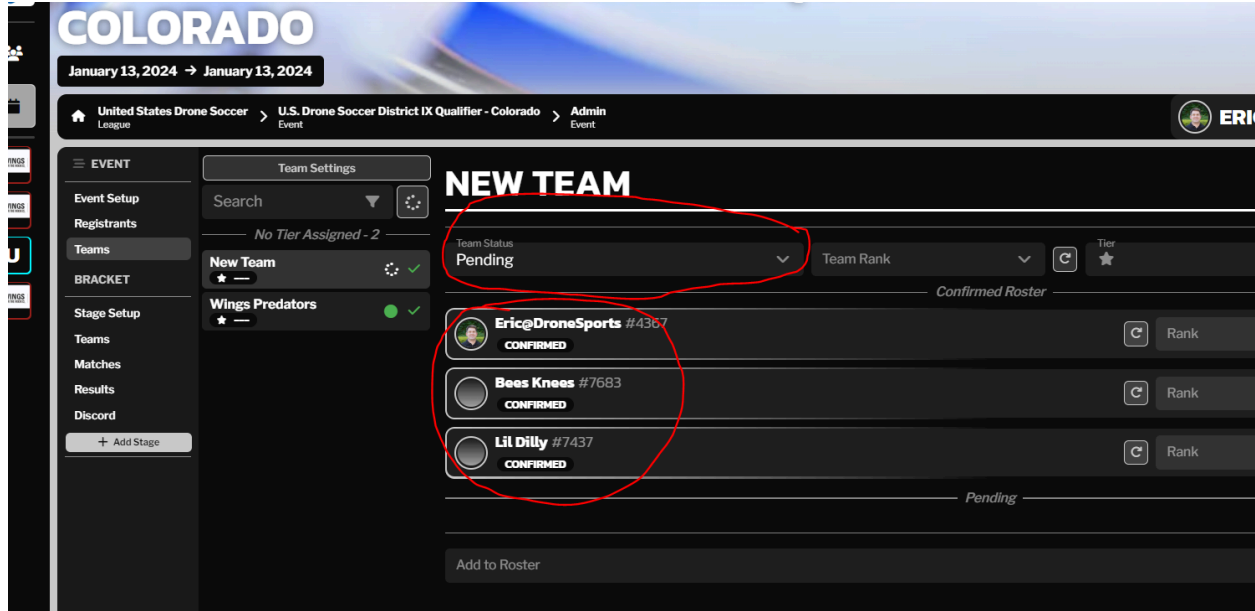 COLORADO
January 13, 2024 → January 13, 2024
United States Drone Soccer
League
U.S. Drone Soccer District IX Qualifier - Colorado
Event
Admin
Event
EVENT
Event Setup
Registrants
Teams
BRACKET
Stage Setup
Teams
Matches
Results
Discord
+ Add Stage
Team Settings
Search
No Tier Assigned - 2
New Team
Wings Predators
NEW TEAM
Team Status
Pending
Team Rank
Tier
Confirmed Roster
Eric@DroneSports #4367
CONFIRMED
Rank
Bees Knees #7683
CONFIRMED
Rank
Lil Dilly #7437
CONFIRMED
Rank
Pending
Add to Roster